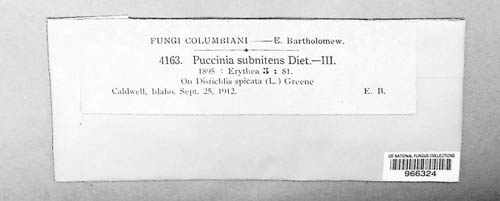 FUNGI COLUMBIANI — E. Bartholomew.
4163. Puccinia subnitens Diet.—III.
1895 : Erythea 3 : 81.
On Distichlis spicata (L.) Greene
Caldwell, Idaho. Sept. 25, 1912. E. B.
US NATIONAL FUNGUS COLLECTIONS
966324